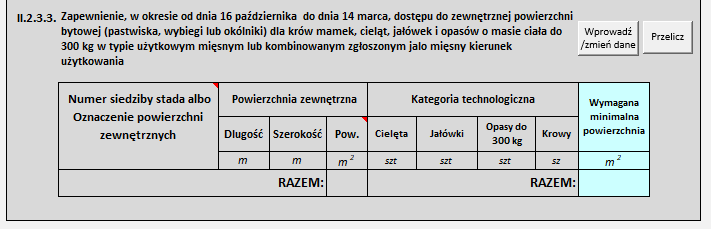 II.2.3.3. Zapewnienie, w okresie od dnia 16 października do dnia 14 marca, dostępu do zewnętrznej powierzchni
bytowej (pastwiska, wybiegi lub okólniki) dla krów mamek, cieląt, jałówek i opasów o masie ciała do
300 kg w typie użytkowym mięsnym lub kombinowanym zgłoszonym jalo mięsny kierunek
użytkowania
Wprowadź
/zmień dane
Przelicz
Numer siedziby stada albo
Oznaczenie powierzchni
zewnętrznych
Powierzchnia zewnętrzna
Kategoria technologiczna
Wymagana
minimalna
powierzchnia
Długość Szerokość Pow. Cielęta Jałówki Opasy do
300 kg Krowy
m m m² szt szt szt sz m²
RAZEM: RAZEM: